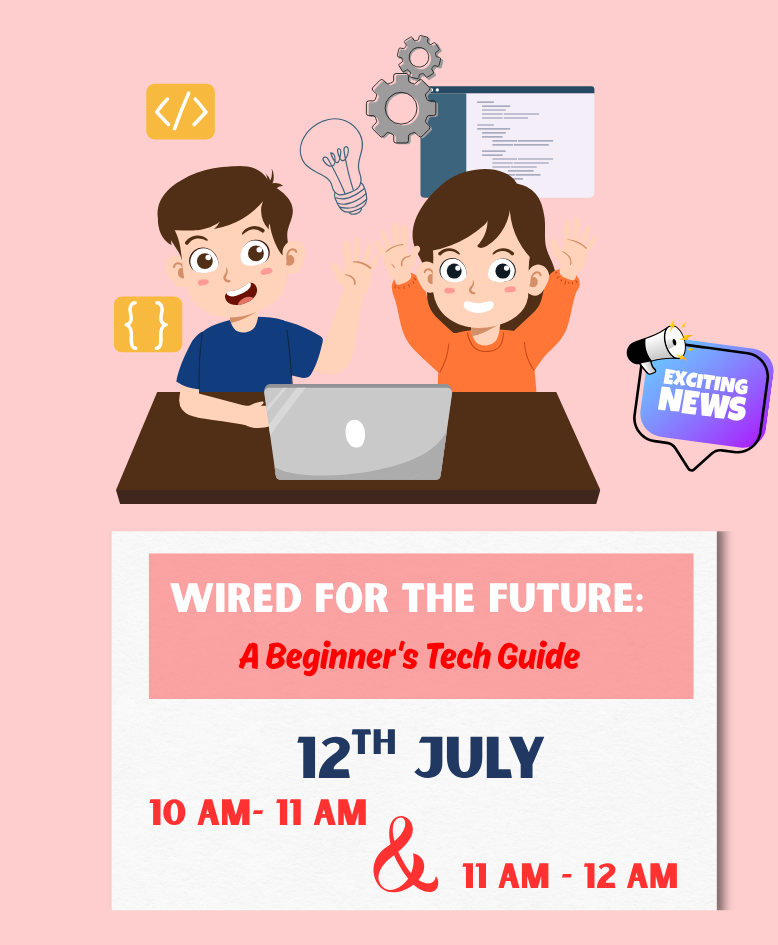 </>
{ }
EXCITING
NEWS
WIRED FOR THE FUTURE:
A Beginner's Tech Guide
12TH JULY
10 AM- 11 AM
&
11 AM - 12 AM